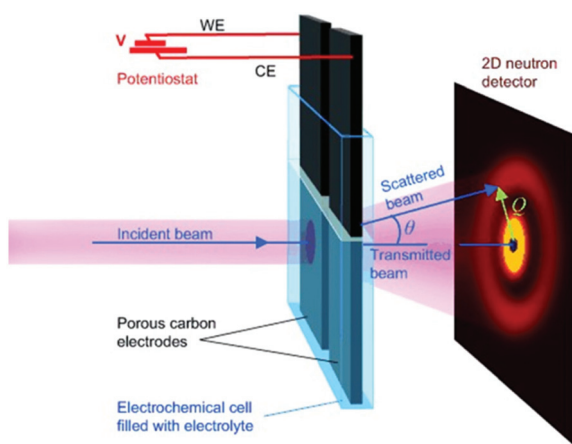 WE
V
Potentiostat
CE
2D neutron
detector
Scattered
beam
Q
θ
Incident beam
Transmitted
beam
Porous carbon
electrodes
Electrochemical cell
filled with electrolyte